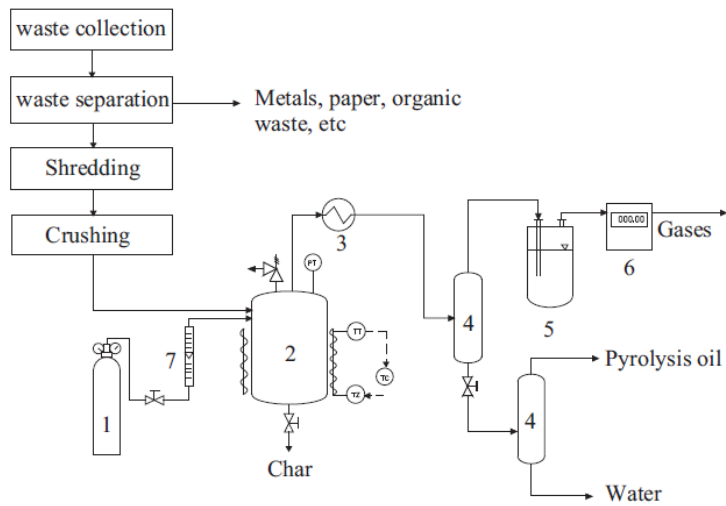 waste collection
waste separation
Metals, paper, organic
waste, etc
Shredding
Crushing
3
PT
000.00
Gases
6
5
4
7
2
TT
TC
TZ
1
Char
Pyrolysis oil
4
Water